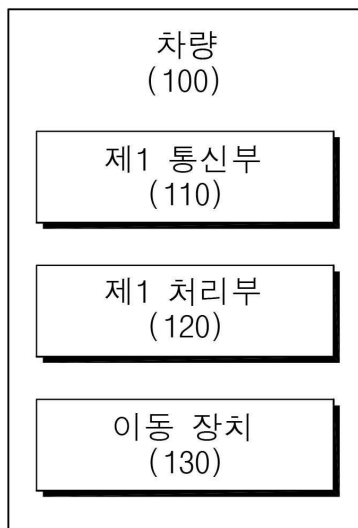 차량
(100)
제1 통신부
(110)
제1 처리부
(120)
이동 장치
(130)